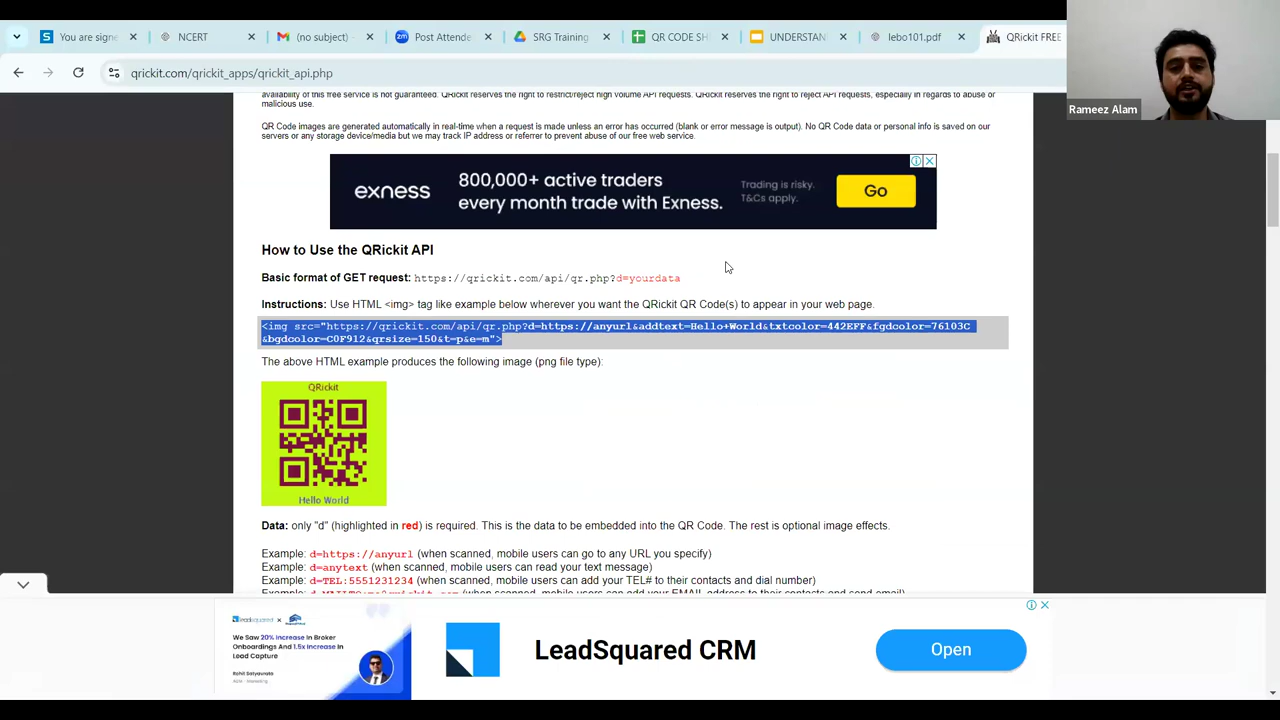 You are signe
NCERT
(no subject) -
Post Attende
SRG Training
QR CODE SH
UNDERSTAN
lebo101.pdf
QRickit FREE
qrickit.com/qrickit_apps/qrickit_api.php
Rameez Alam
availability of this free service is not guaranteed. QRickit reserves the right to restrict/reject high volume API requests. QRickit reserves the right to reject API requests, especially in regards to abuse or
malicious use.
QR Code images are generated automatically in real-time when a request is made unless an error has occurred (blank or error message is output). No QR Code data or personal info is saved on our
servers or any storage device/media but we may track IP address or referrer to prevent abuse of our free web service.
exness
800,000+ active traders
every month trade with Exness.
Trading is risky.
T&Cs apply.
Go
How to Use the QRickit API
Basic format of GET request: https://qrickit.com/api/qr.php?d=yourdata
Instructions: Use HTML <img> tag like example below wherever you want the QRickit QR Code(s) to appear in your web page.
<img src="https://qrickit.com/api/qr.php?d=https://anyurl&addtext=Hello+World&txtcolor=442EFF&fgdcolor=76103C
&bgdcolor=C0F912&qrsize=150&t=p&e=m">
The above HTML example produces the following image (png file type):
QRickit
Hello World
Data: only "d" (highlighted in red) is required. This is the data to be embedded into the QR Code. The rest is optional image effects.
Example: d=https://anyurl (when scanned, mobile users can go to any URL you specify)
Example: d=anytext (when scanned, mobile users can read your text message)
Example: d=TEL:5551231234 (when scanned, mobile users can add your TEL# to their contacts and dial number)
leadsquared
We Saw 20% Increase In Broker
Onboardings And 1.5x Increase In
Lead Capture
Rohit Satyavrata
LeadSquared CRM
Open